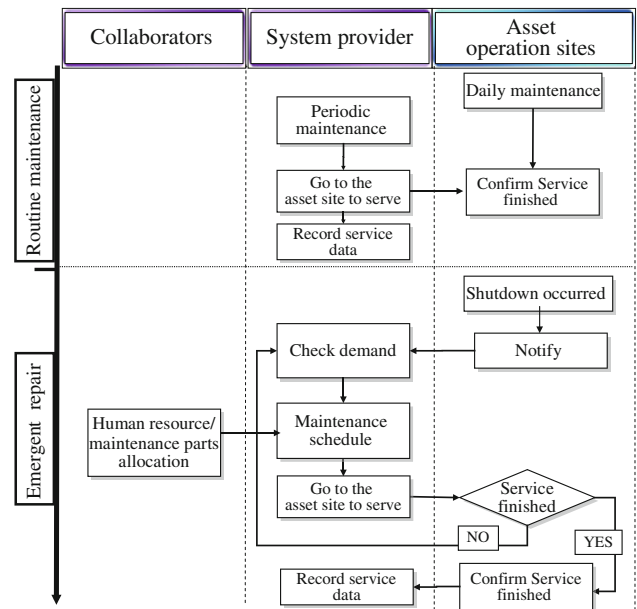 Collaborators
System provider
Asset
operation sites
Routine maintenance
Daily maintenance
Periodic
maintenance
Go to the
asset site to serve
Confirm Service
finished
Record service
data
Emergent repair
Shutdown occurred
Check demand
Notify
Human resource/
maintenance parts
allocation
Maintenance
schedule
Go to the
asset site to serve
Service
finished
NO
YES
Record service
data
Confirm Service
finished